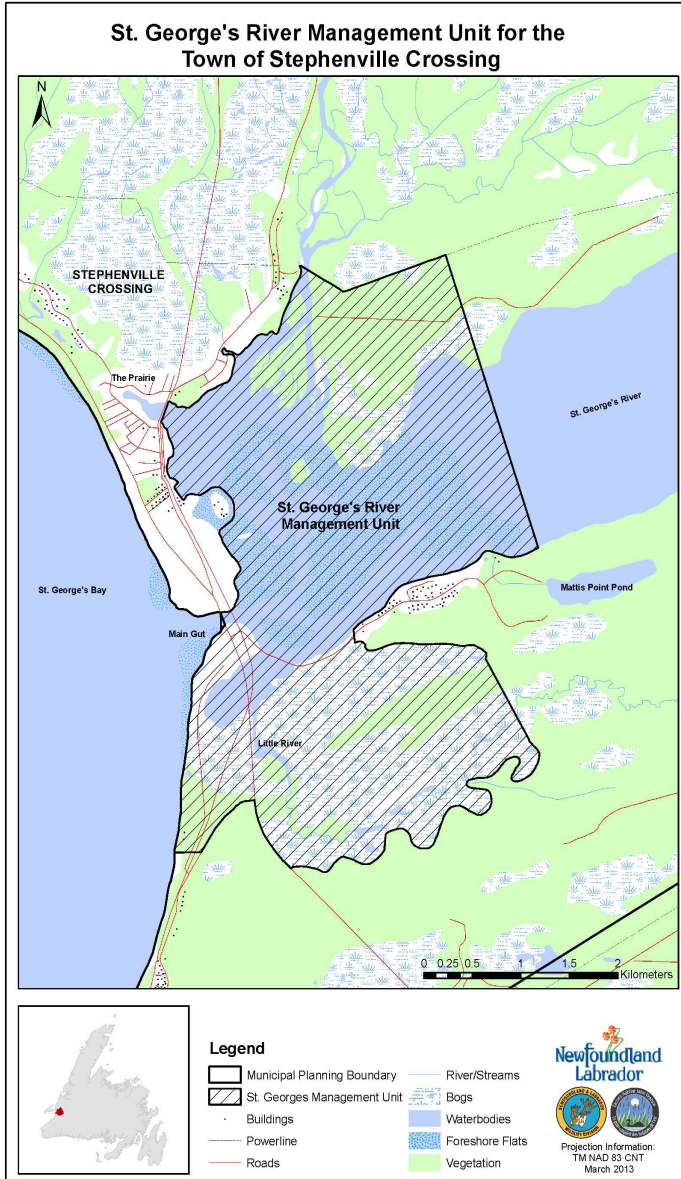 St. George's River Management Unit for the
Town of Stephenville Crossing
N
STEPHENVILLE
CROSSING
The Prairie
St. George's River
St. George's River
Management Unit
St. George's Bay
Mattis Point Pond
Main Gut
Little River
0 0.25 0.5 1 1.5 2
Kilometers
Legend
Municipal Planning Boundary
St. Georges Management Unit
Buildings
Powerline
Roads
River/Streams
Bogs
Waterbodies
Foreshore Flats
Vegetation
Newfoundland
Labrador
Projection Information:
TM NAD 83 CNT
March 2013